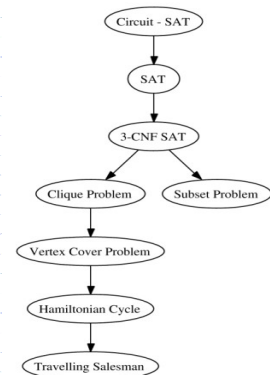 Circuit - SAT
SAT
3-CNF SAT
Clique Problem
Subset Problem
Vertex Cover Problem
Hamiltonian Cycle
Travelling Salesman